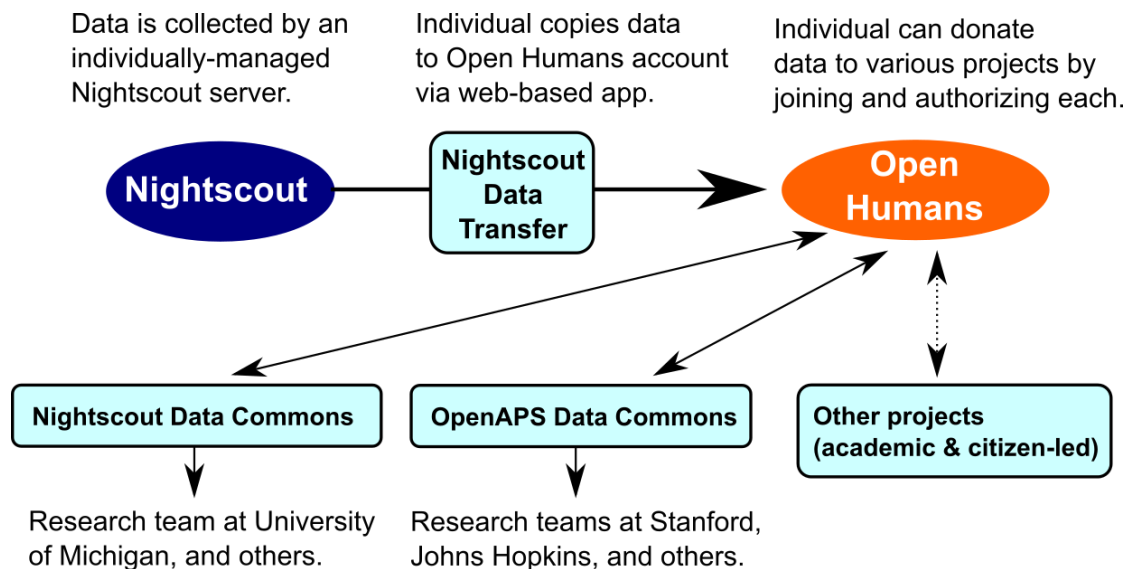 Data is collected by an
individually-managed
Nightscout server.
Individual copies data
to Open Humans account
via web-based app.
Individual can donate
data to various projects by
joining and authorizing each.
Nightscout
Nightscout
Data
Transfer
Open
Humans
Nightscout Data Commons
OpenAPS Data Commons
Other projects
(academic & citizen-led)
Research team at University
of Michigan, and others.
Research teams at Stanford,
Johns Hopkins, and others.